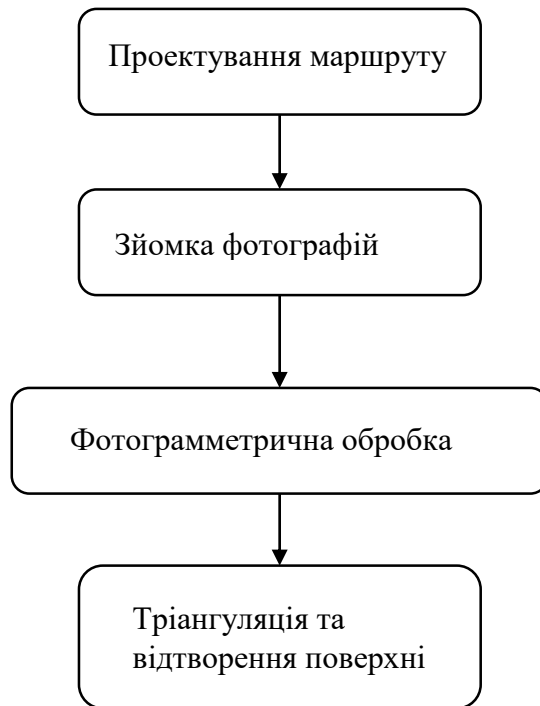 Проектування маршруту
Зйомка фотографій
Фотограмметрична обробка
Тріангуляція та
відтворення поверхні